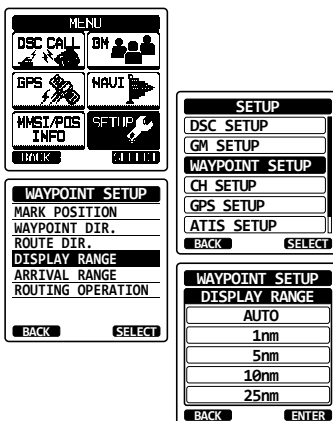 MENU
DSC CALL GM
GPS NAVI
MMSI/POS INFO SETUP
BACK SELECT
SETUP
DSC SETUP
GM SETUP
WAYPOINT SETUP
CH SETUP
GPS SETUP
ATIS SETUP
BACK SELECT
WAYPOINT SETUP
MARK POSITION
WAYPOINT DIR.
ROUTE DIR.
DISPLAY RANGE
ARRIVAL RANGE
ROUTING OPERATION
BACK SELECT
WAYPOINT SETUP
DISPLAY RANGE
AUTO
1nm
5nm
10nm
25nm
BACK ENTER